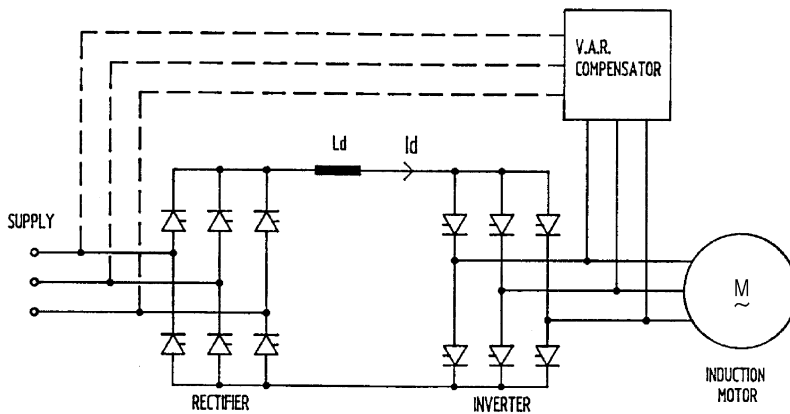 V.A.R.
COMPENSATOR
Ld
Id
SUPPLY
M
~
RECTIFIER
INVERTER
INDUCTION
MOTOR